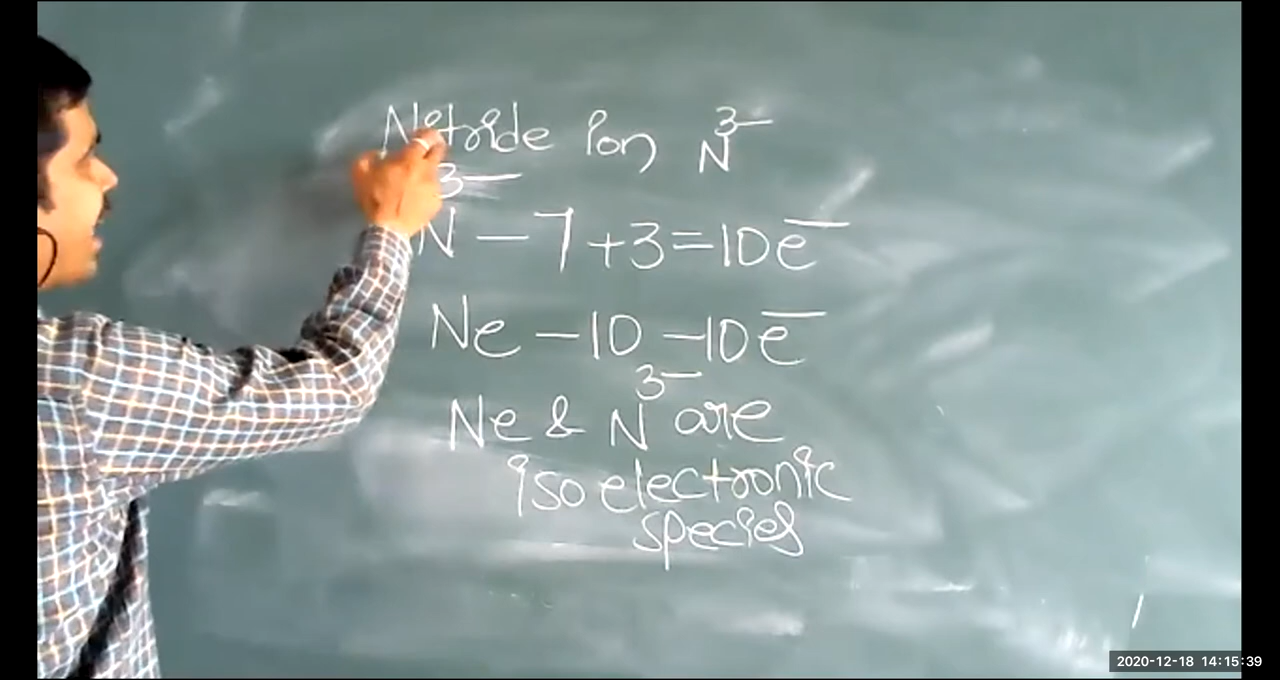 Nitride ion N³⁻
N³⁻ – 7 + 3 = 10e⁻
Ne – 10 – 10e⁻
Ne & N³⁻ are
iso electronic
species
2020-12-18 14:15:39